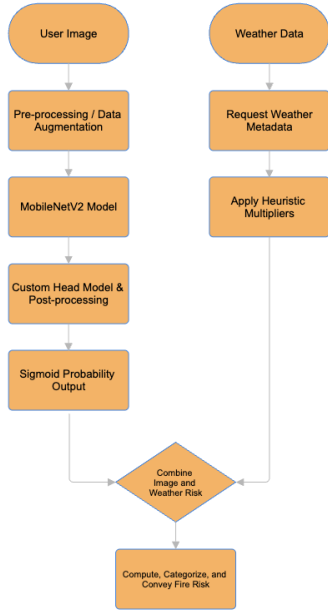 User Image
Weather Data
Pre-processing / Data
Augmentation
Request Weather
Metadata
MobileNetV2 Model
Apply Heuristic
Multipliers
Custom Head Model &
Post-processing
Sigmoid Probability
Output
Combine
Image and
Weather Risk
Compute, Categorize, and
Convey Fire Risk